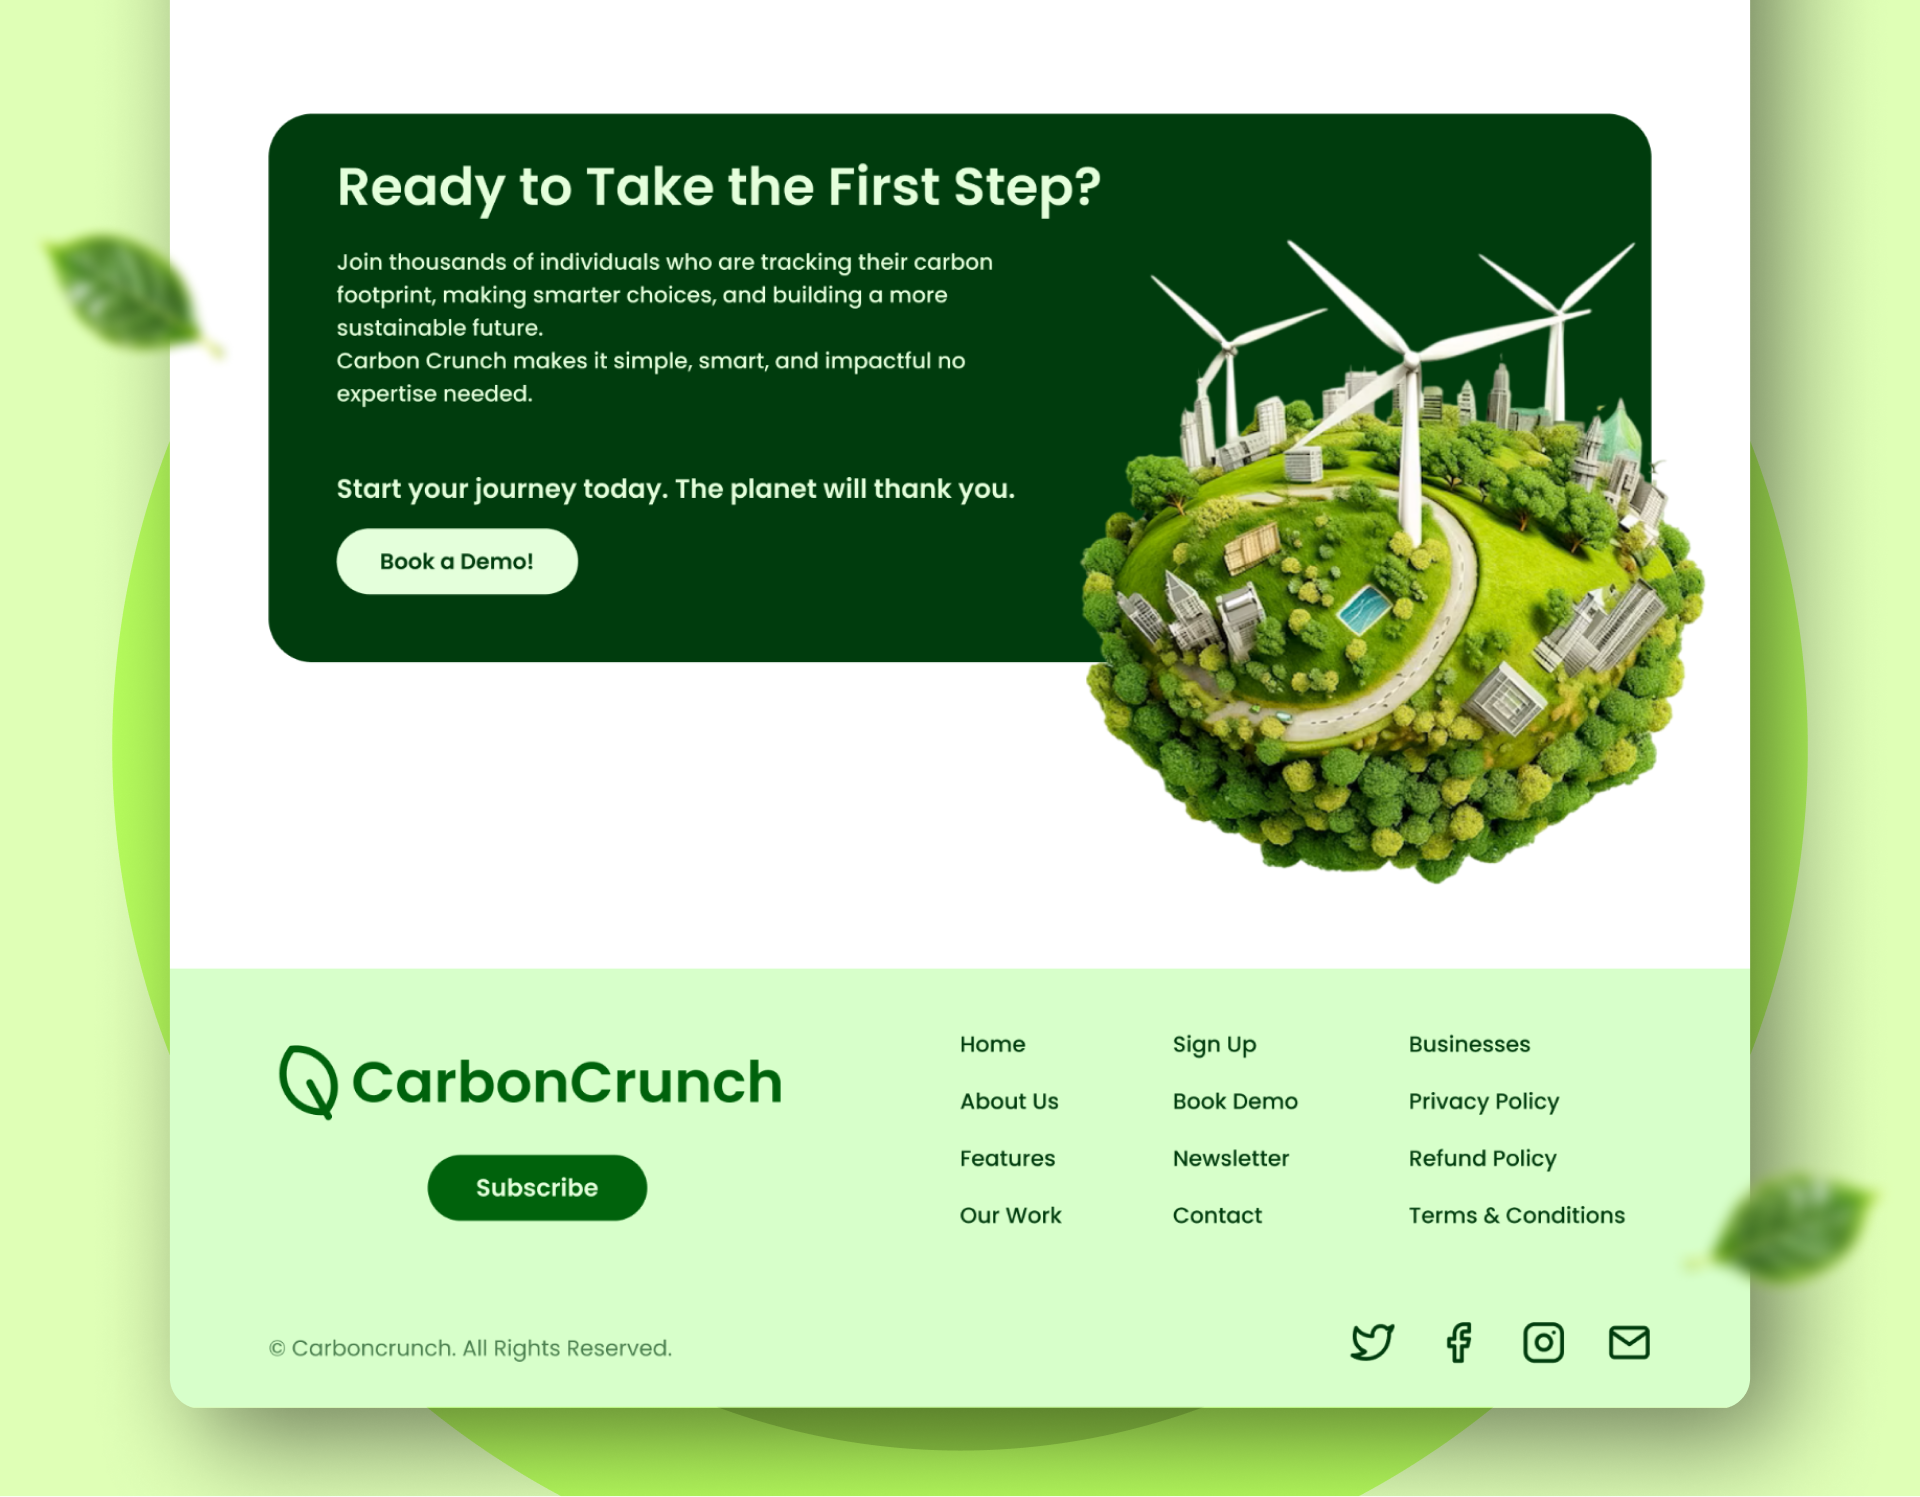 Ready to Take the First Step?
Join thousands of individuals who are tracking their carbon
footprint, making smarter choices, and building a more
sustainable future.
Carbon Crunch makes it simple, smart, and impactful no
expertise needed.
Start your journey today. The planet will thank you.
Book a Demo!
CarbonCrunch
Subscribe
Home
About Us
Features
Our Work
Sign Up
Book Demo
Newsletter
Contact
Businesses
Privacy Policy
Refund Policy
Terms & Conditions
© Carboncrunch. All Rights Reserved.